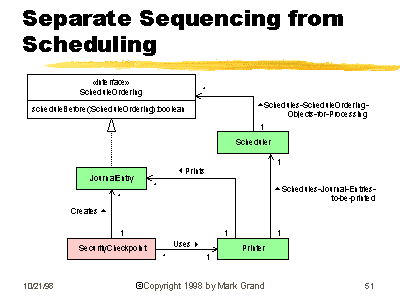 Separate Sequencing from
Scheduling
«interface»
ScheduleOrdering
scheduleBefore(ScheduleOrdering):boolean
*
Schedules-ScheduleOrdering-
Objects-for-Processing
1
Scheduler
1
JournalEntry
*
Prints
*
Schedules-Journal-Entries-
to-be-printed
Creates
1
1
1
SecurityCheckpoint
Uses
Printer
*
1
10/21/98
©Copyright 1998 by Mark Grand
51